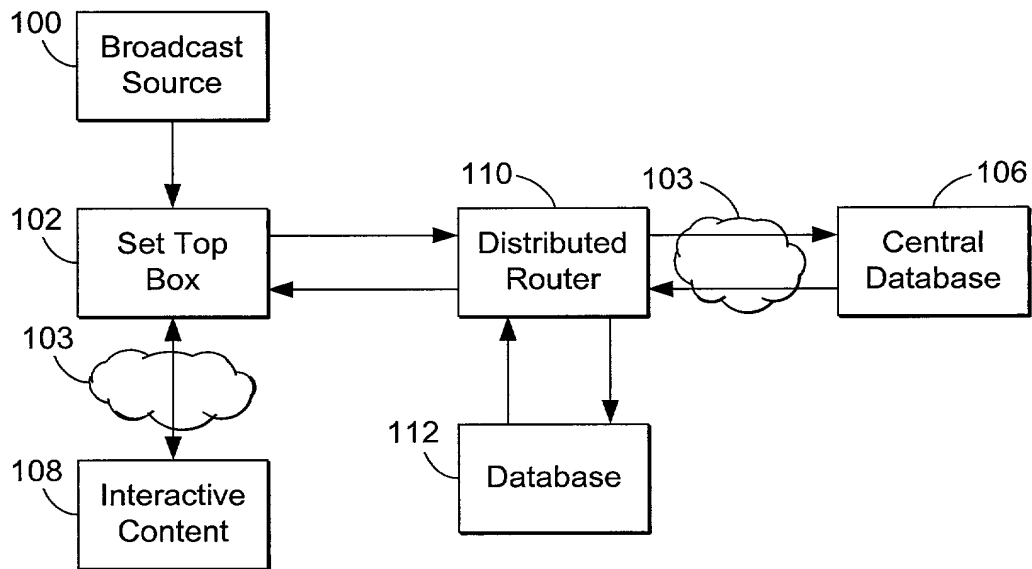 100
Broadcast
Source
110
103
106
102
Set Top
Box
Distributed
Router
Central
Database
103
112
Database
108
Interactive
Content